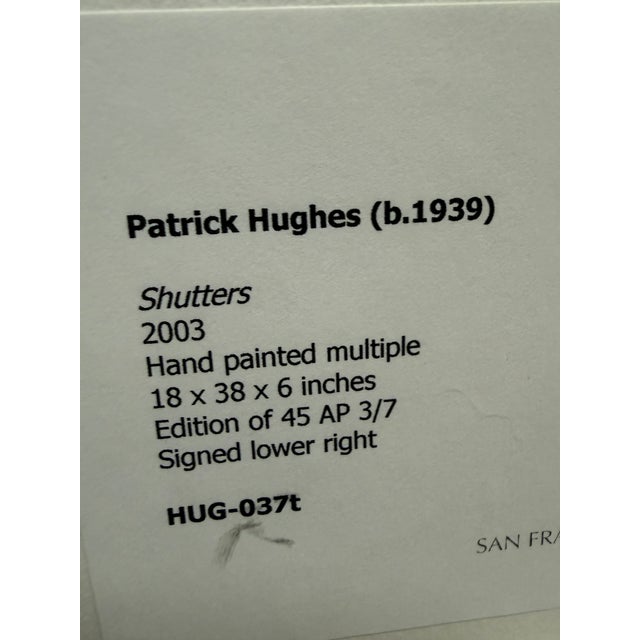 Patrick Hughes (b.1939)
Shutters
2003
Hand painted multiple
18 x 38 x 6 inches
Edition of 45 AP 3/7
Signed lower right
HUG-037t
SAN FRA